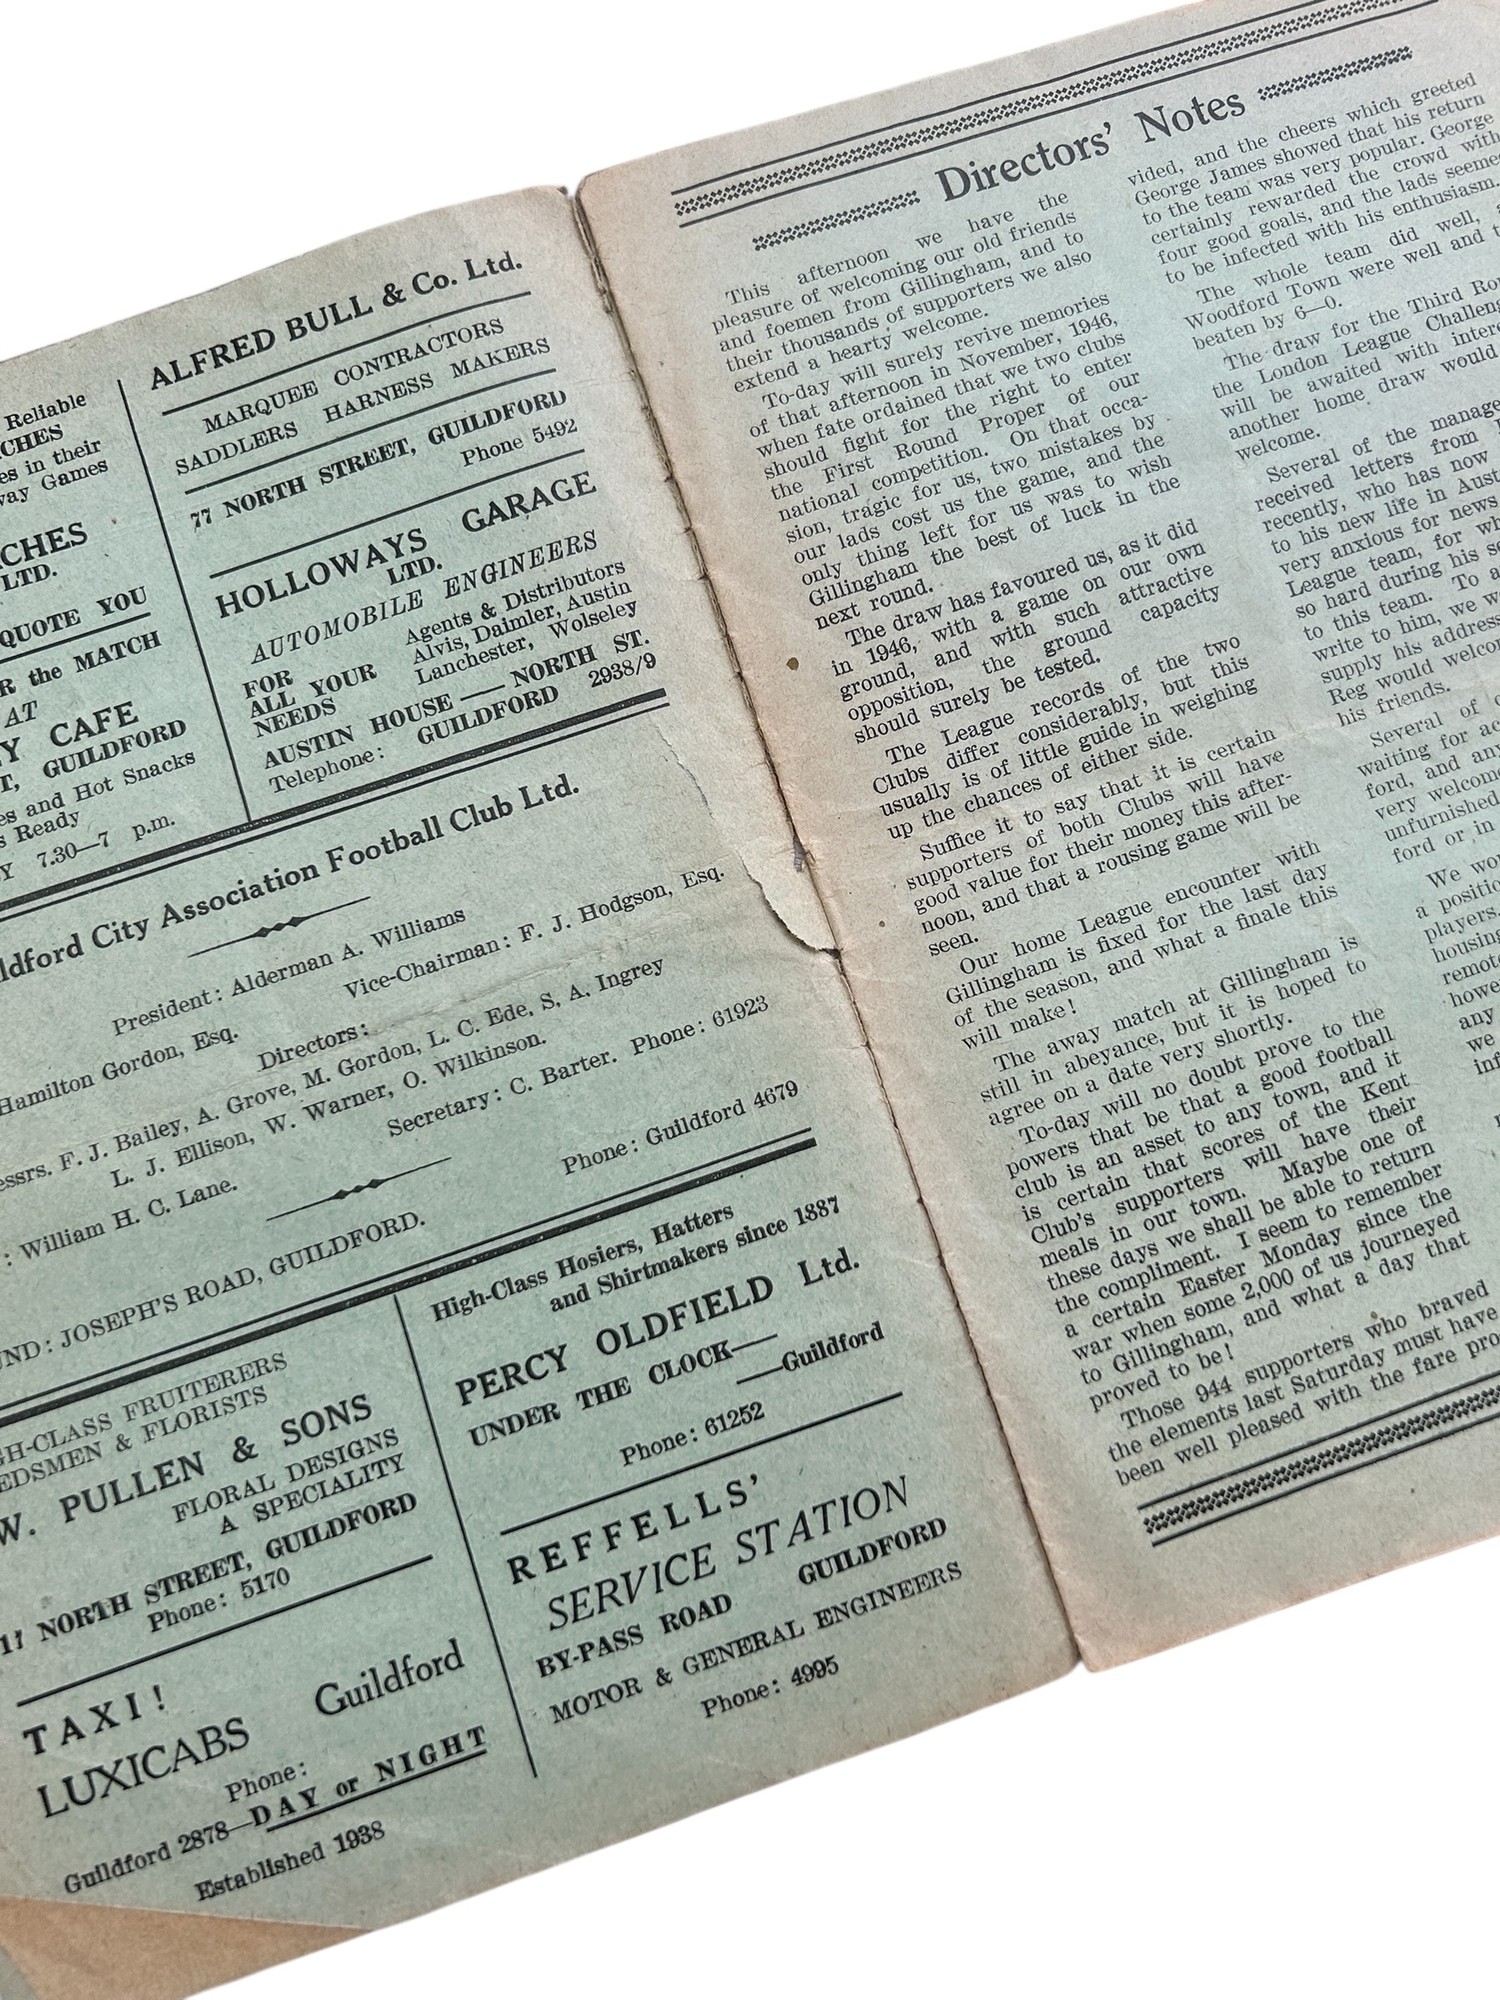 Reliable
es in their
way Games
LTD.
QUOTE YOU
the MATCH
AT
CAFE
GUILDFORD
es and Hot Snacks
Ready
7.30—7 p.m.
ALFRED BULL & Co. Ltd.
MARQUEE CONTRACTORS
SADDLERS HARNESS MAKERS
77 NORTH STREET, GUILDFORD
Phone 5492
HOLLOWAYS GARAGE
LTD.
AUTOMOBILE ENGINEERS
FOR
ALL YOUR
NEEDS
Agents & Distributors
Alvis, Daimler, Austin
Lanchester, Wolseley
AUSTIN HOUSE — NORTH ST.
GUILDFORD
Telephone: 2938/9
ldford City Association Football Club Ltd.
President: Alderman A. Williams
Hamilton Gordon, Esq.
Vice-Chairman: F. J. Hodgson, Esq.
Directors:
essrs. F. J. Bailey, A. Grove, M. Gordon, L. C. Ede, S. A. Ingrey
L. J. Ellison, W. Warner, O. Wilkinson.
: William H. C. Lane.
Secretary: C. Barter. Phone: 61923
UND: JOSEPH'S ROAD, GUILDFORD.
Phone: Guildford 4679
GH-CLASS FRUITERERS
EDSMEN & FLORISTS
W. PULLEN & SONS
FLORAL DESIGNS
A SPECIALITY
NORTH STREET, GUILDFORD
Phone: 5170
TAXI!
LUXICABS Guildford
Phone:
Guildford 2878—DAY or NIGHT
Established 1938
High-Class Hosiers, Hatters
and Shirtmakers since 1887
PERCY OLDFIELD Ltd.
UNDER THE CLOCK—
—Guildford
Phone: 61252
REFFELLS'
SERVICE STATION
BY-PASS ROAD GUILDFORD
MOTOR & GENERAL ENGINEERS
Phone: 4995
Directors' Notes
This afternoon we have the
pleasure of welcoming our old friends
and foemen from Gillingham, and to
their thousands of supporters we also
extend a hearty welcome.
To-day will surely revive memories
of that afternoon in November, 1946,
when fate ordained that we two clubs
should fight for the right to enter
the First Round Proper of our
national competition. On that occa-
sion, tragic for us, two mistakes by
our lads cost us the game, and the
only thing left for us was to wish
Gillingham the best of luck in the
next round.
The draw has favoured us, as it did
in 1946, with a game on our own
ground, and with such attractive
opposition, the ground capacity
should surely be tested.
The League records of the two
Clubs differ considerably, but this
usually is of little guide in weighing
up the chances of either side.
Suffice it to say that it is certain
supporters of both Clubs will have
good value for their money this after-
noon, and that a rousing game will be
seen.
Our home League encounter with
Gillingham is fixed for the last day
of the season, and what a finale this
will make!
The away match at Gillingham is
still in abeyance, but it is hoped to
agree on a date very shortly.
To-day will no doubt prove to the
powers that be that a good football
club is an asset to any town, and it
is certain that scores of the Kent
Club's supporters will have their
meals in our town. Maybe one of
these days we shall be able to return
the compliment. I seem to remember
a certain Easter Monday since the
war when some 2,000 of us journeyed
to Gillingham, and what a day that
proved to be!
Those 944 supporters who braved
the elements last Saturday must have
been well pleased with the fare pro
vided, and the cheers which greeted
George James showed that his return
to the team was very popular. George
certainly rewarded the crowd with
four good goals, and the lads seemed
to be infected with his enthusiasm.
The whole team did well,
Woodford Town were well and t
beaten by 6—0.
The draw for the Third Rou
the London League Challeng
will be awaited with inter
another home draw would
welcome.
Several of the manage
received letters from
recently, who has now
to his new life in Aust
very anxious for news
League team, for wh
so hard during his se
to this team. To a
write to him, we w
supply his address
Reg would welco
his friends.
Several of
waiting for ac
ford, and any
very welcome
unfurnished
ford or in
We wo
a positio
players.
housing
remote
howe
any
we
inf